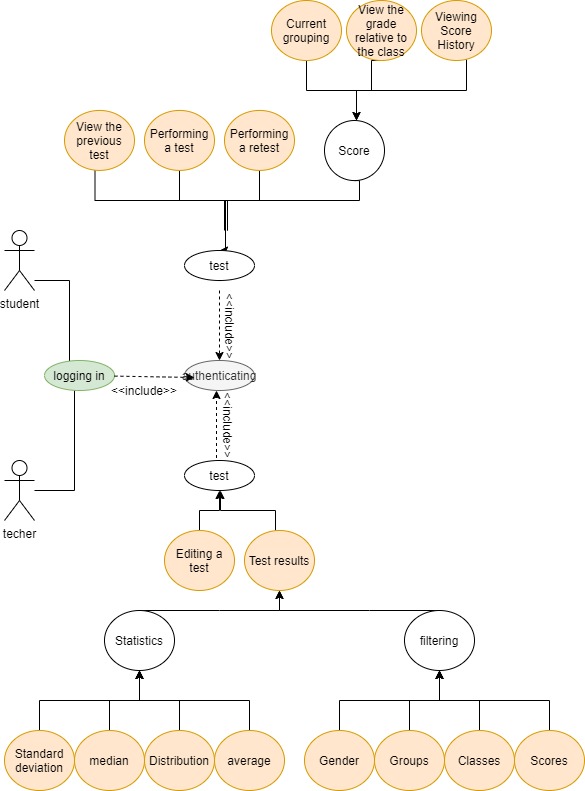 Current
grouping
View the
grade
relative to
the class
Viewing
Score
History
View the
previous
test
Performing
a test
Performing
a retest
Score
test
student
<<include>>
logging in
authenticating
<<include>>
<<include>>
test
techer
Editing a
test
Test results
Statistics
filtering
Standard
deviation
median
Distribution
average
Gender
Groups
Classes
Scores